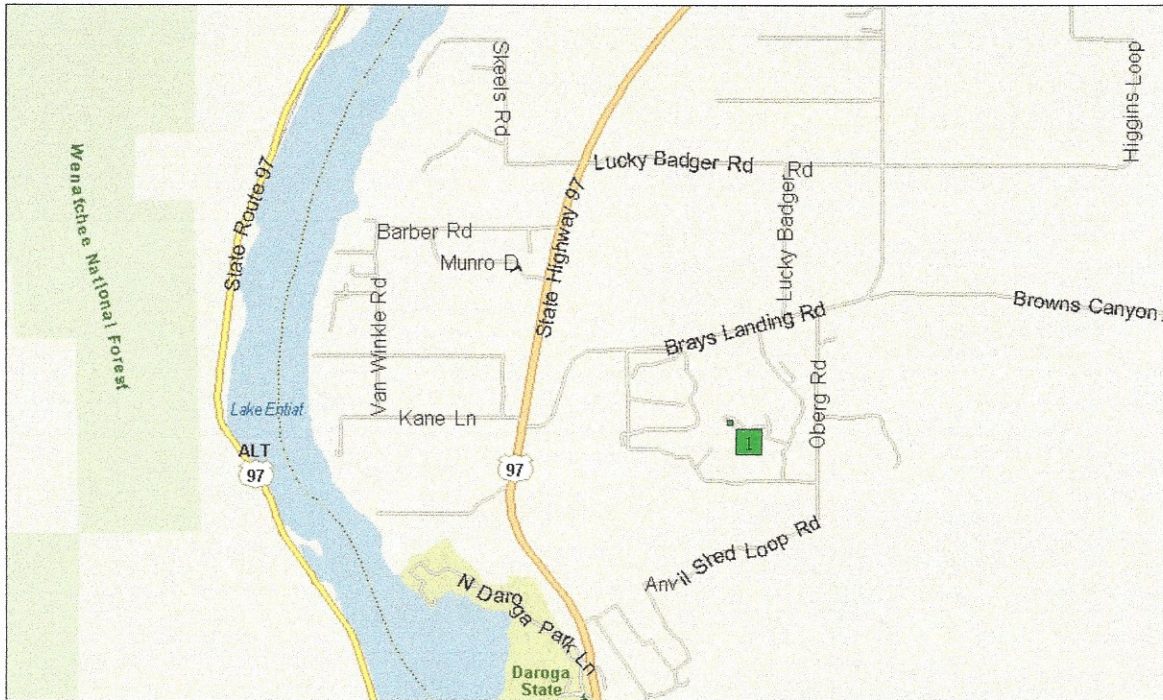 Skeels Rd
Higgins Loop
Lucky Badger Rd
Rd
Lucky Badger
Wenatchee National Forest
State Route 97
State Highway 97
Barber Rd
Munro D
Van Winkle Rd
Brays Landing Rd
Browns Canyon
Lake Entiat
Kane Ln
Oberg Rd
1
ALT
97
97
Anvil Shed Loop Rd
N Daroga Park Ln
Daroga
State